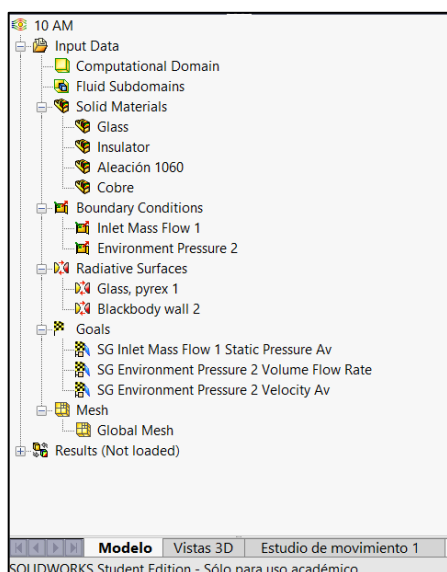 10 AM
Input Data
Computational Domain
Fluid Subdomains
Solid Materials
Glass
Insulator
Aleación 1060
Cobre
Boundary Conditions
Inlet Mass Flow 1
Environment Pressure 2
Radiative Surfaces
Glass, pyrex 1
Blackbody wall 2
Goals
SG Inlet Mass Flow 1 Static Pressure Av
SG Environment Pressure 2 Volume Flow Rate
SG Environment Pressure 2 Velocity Av
Mesh
Global Mesh
Results (Not loaded)
Modelo Vistas 3D Estudio de movimiento 1
SOLIDWORKS Student Edition - Sólo para uso académico